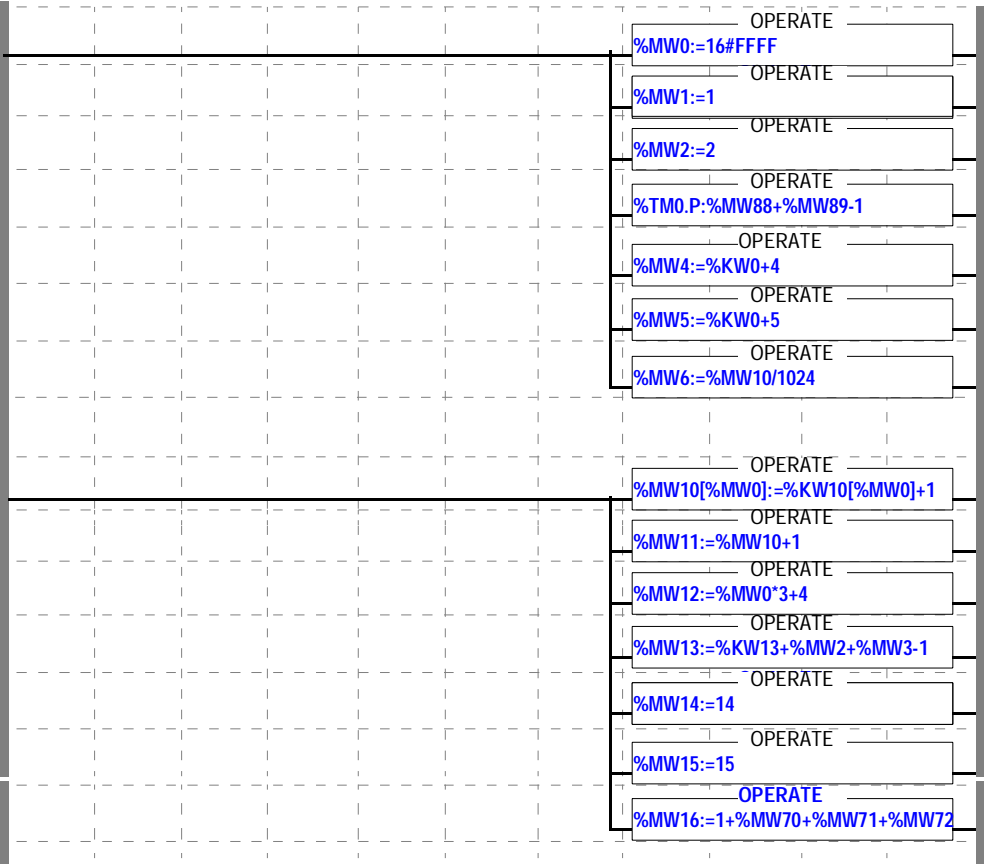 OPERATE
%MW0:=16#FFFF
OPERATE
%MW1:=1
OPERATE
%MW2:=2
OPERATE
%TM0.P:%MW88+%MW89-1
OPERATE
%MW4:=%KW0+4
OPERATE
%MW5:=%KW0+5
OPERATE
%MW6:=%MW10/1024
OPERATE
%MW10[%MW0]:=%KW10[%MW0]+1
OPERATE
%MW11:=%MW10+1
OPERATE
%MW12:=%MW0*3+4
OPERATE
%MW13:=%KW13+%MW2+%MW3-1
OPERATE
%MW14:=14
OPERATE
%MW15:=15
OPERATE
%MW16:=1+%MW70+%MW71+%MW72